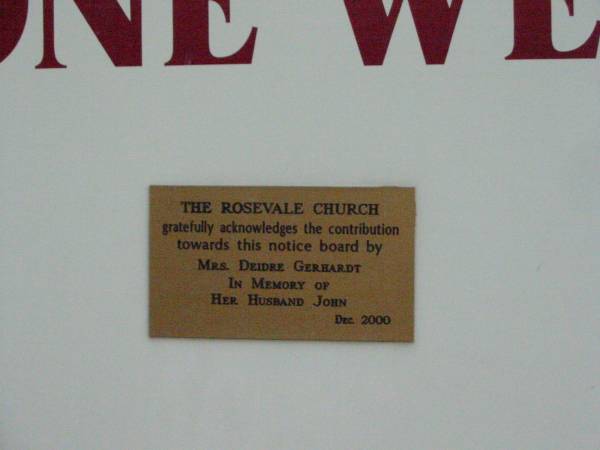 ONE WE
THE ROSEVALE CHURCH
gratefully acknowledges the contribution
towards this notice board by
MRS. DEIDRE GERHARDT
IN MEMORY OF
HER HUSBAND JOHN
DEC. 2000